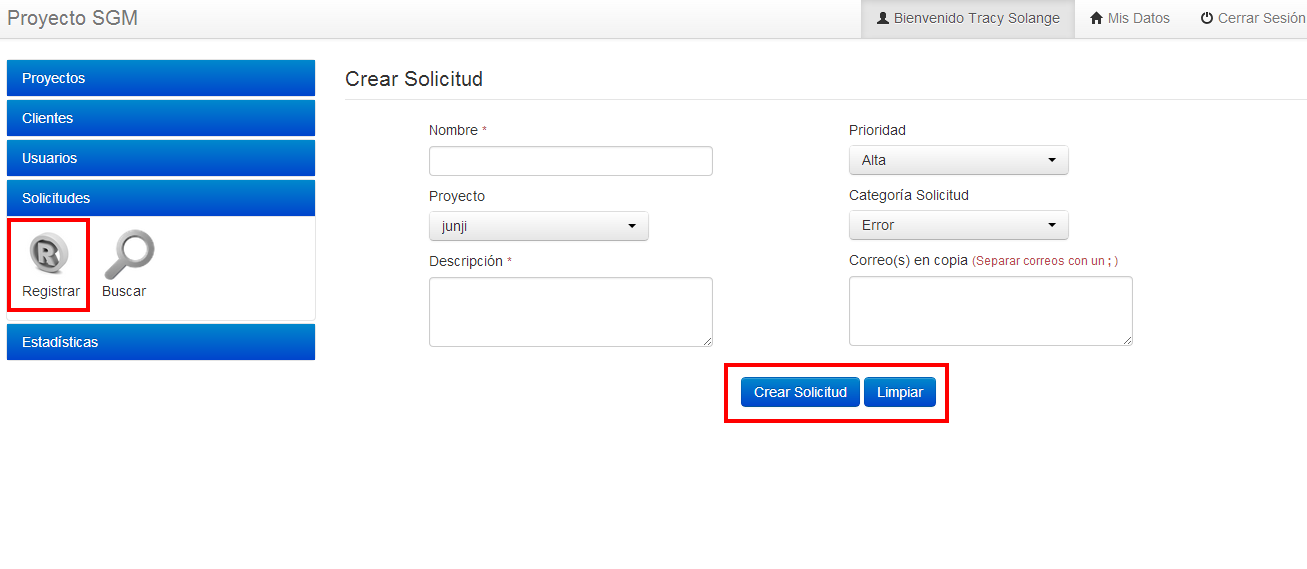 Proyecto SGM
Bienvenido Tracy Solange
Mis Datos
Cerrar Sesión
Proyectos
Clientes
Usuarios
Solicitudes
R
Registrar
Buscar
Estadísticas
Crear Solicitud
Nombre *
Prioridad
Alta
Proyecto
Categoría Solicitud
junji
Error
Descripción *
Correo(s) en copia (Separar correos con un ; )
Crear Solicitud
Limpiar